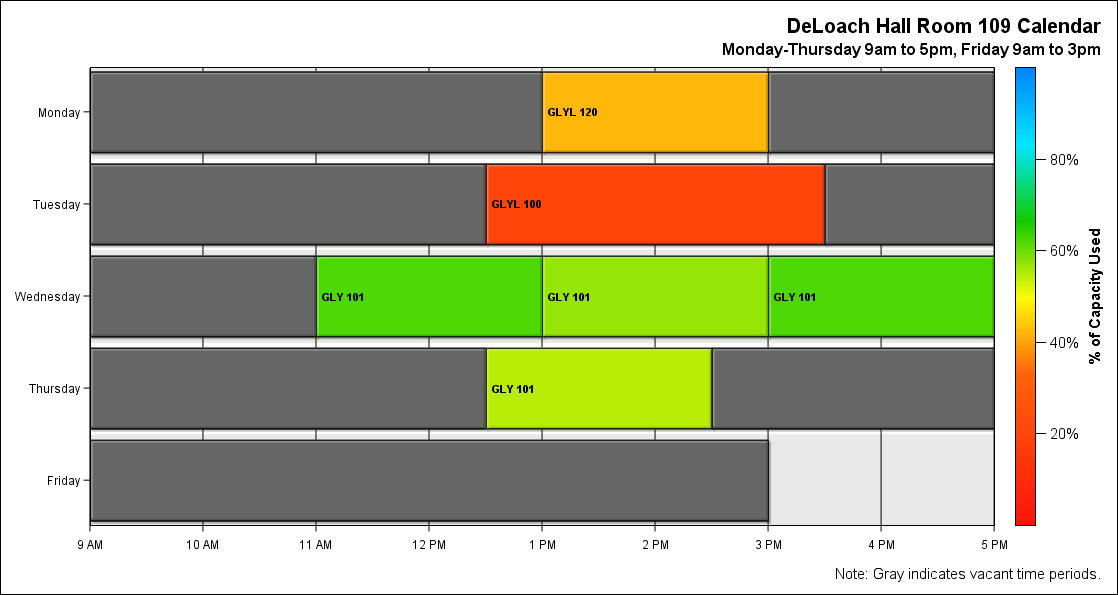 DeLoach Hall Room 109 Calendar
Monday-Thursday 9am to 5pm, Friday 9am to 3pm
Monday
GLYL 120
Tuesday
GLYL 100
Wednesday
GLY 101
GLY 101
GLY 101
Thursday
GLY 101
Friday
9 AM
10 AM
11 AM
12 PM
1 PM
2 PM
3 PM
4 PM
5 PM
80%
60%
40%
20%
% of Capacity Used
Note: Gray indicates vacant time periods.